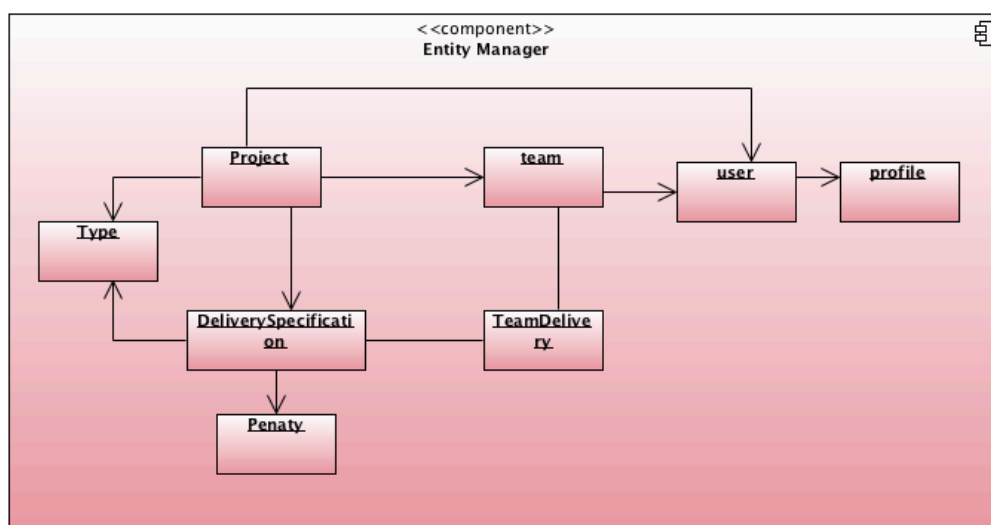 <<component>>
Entity Manager
Project
team
user
profile
Type
DeliverySpecificati
on
TeamDelive
ry
Penaty